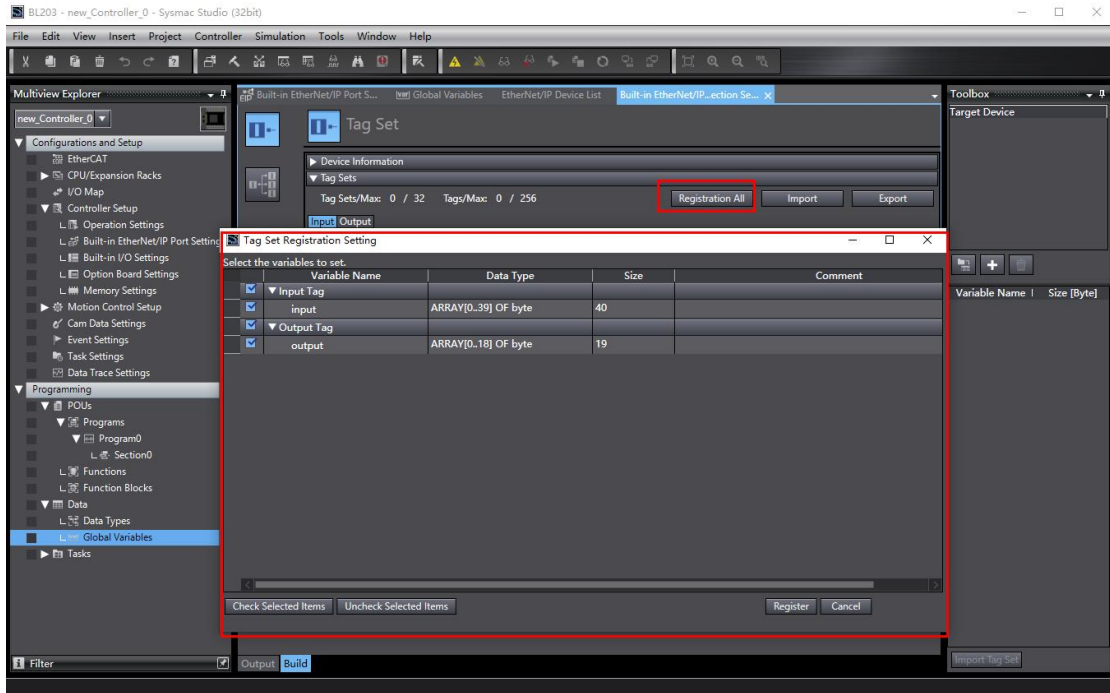 BL203 - new_Controller_0 - Sysmac Studio (32bit)
File Edit View Insert Project Controller Simulation Tools Window Help
Multiview Explorer
new_Controller_0
Configurations and Setup
EtherCAT
CPU/Expansion Racks
I/O Map
Controller Setup
Operation Settings
Built-in EtherNet/IP Port Setting
Built-in I/O Settings
Option Board Settings
Memory Settings
Motion Control Setup
Cam Data Settings
Event Settings
Task Settings
Data Trace Settings
Programming
POUs
Programs
Program0
Section0
Functions
Function Blocks
Data
Data Types
Global Variables
Tasks
Filter
Built-in EtherNet/IP Port S... Global Variables EtherNet/IP Device List Built-in EtherNet/IP...ection Se...
Tag Set
Device Information
Tag Sets
Tag Sets/Max: 0 / 32 Tags/Max: 0 / 256 Registration All Import Export
Input Output
Tag Set Registration Setting
Select the variables to set.
Variable Name Data Type Size Comment
Input Tag
input ARRAY[0..39] OF byte 40
Output Tag
output ARRAY[0..18] OF byte 19
Check Selected Items Uncheck Selected Items Register Cancel
Output Build
Toolbox
Target Device
Variable Name Size [Byte]
Import Tag Set